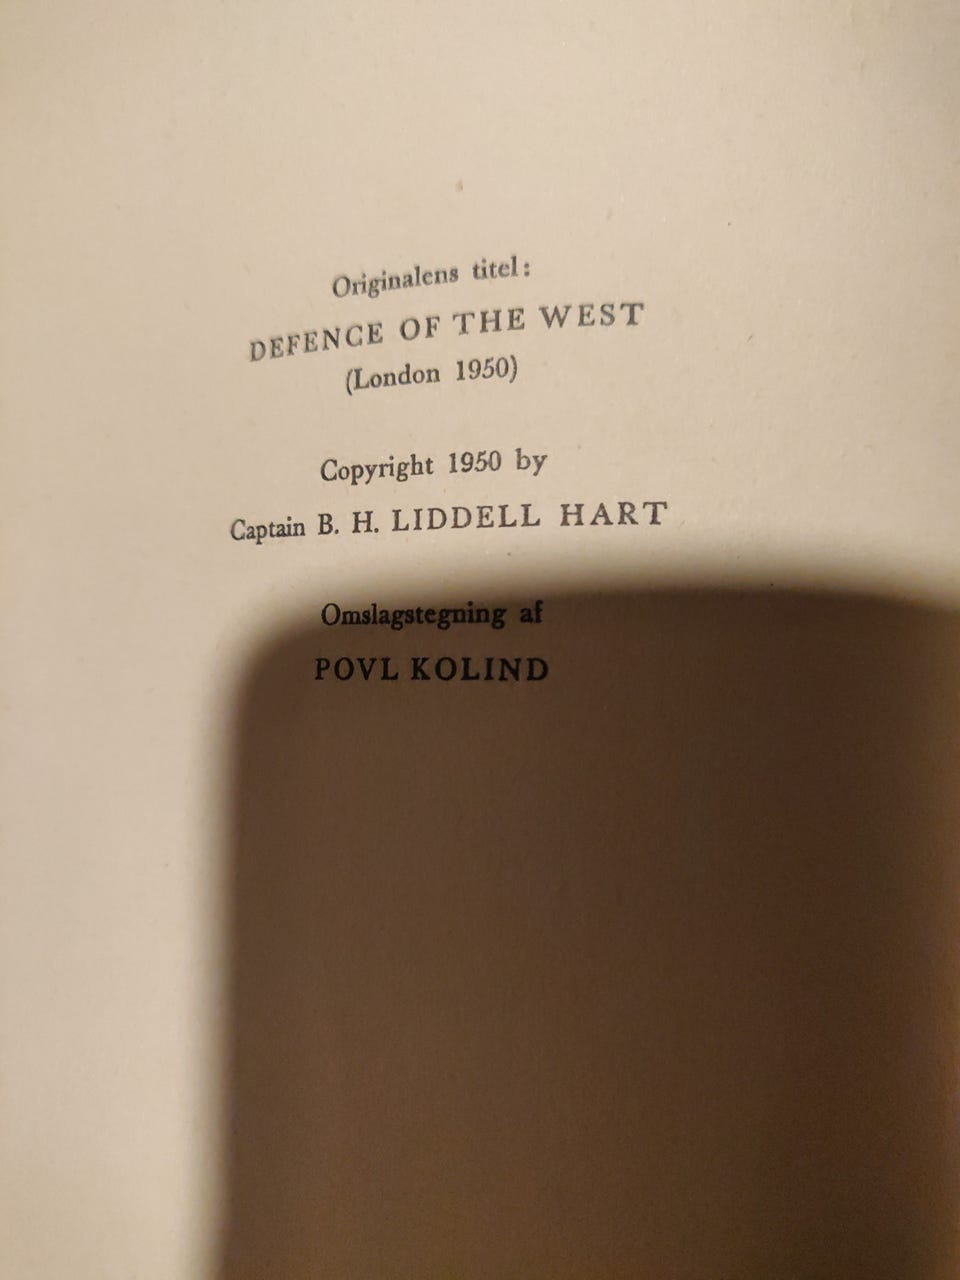 Originalens titel:
DEFENCE OF THE WEST
(London 1950)
Copyright 1950 by
Captain B. H. LIDDELL HART
Omslagstegning af
POVL KOLIND